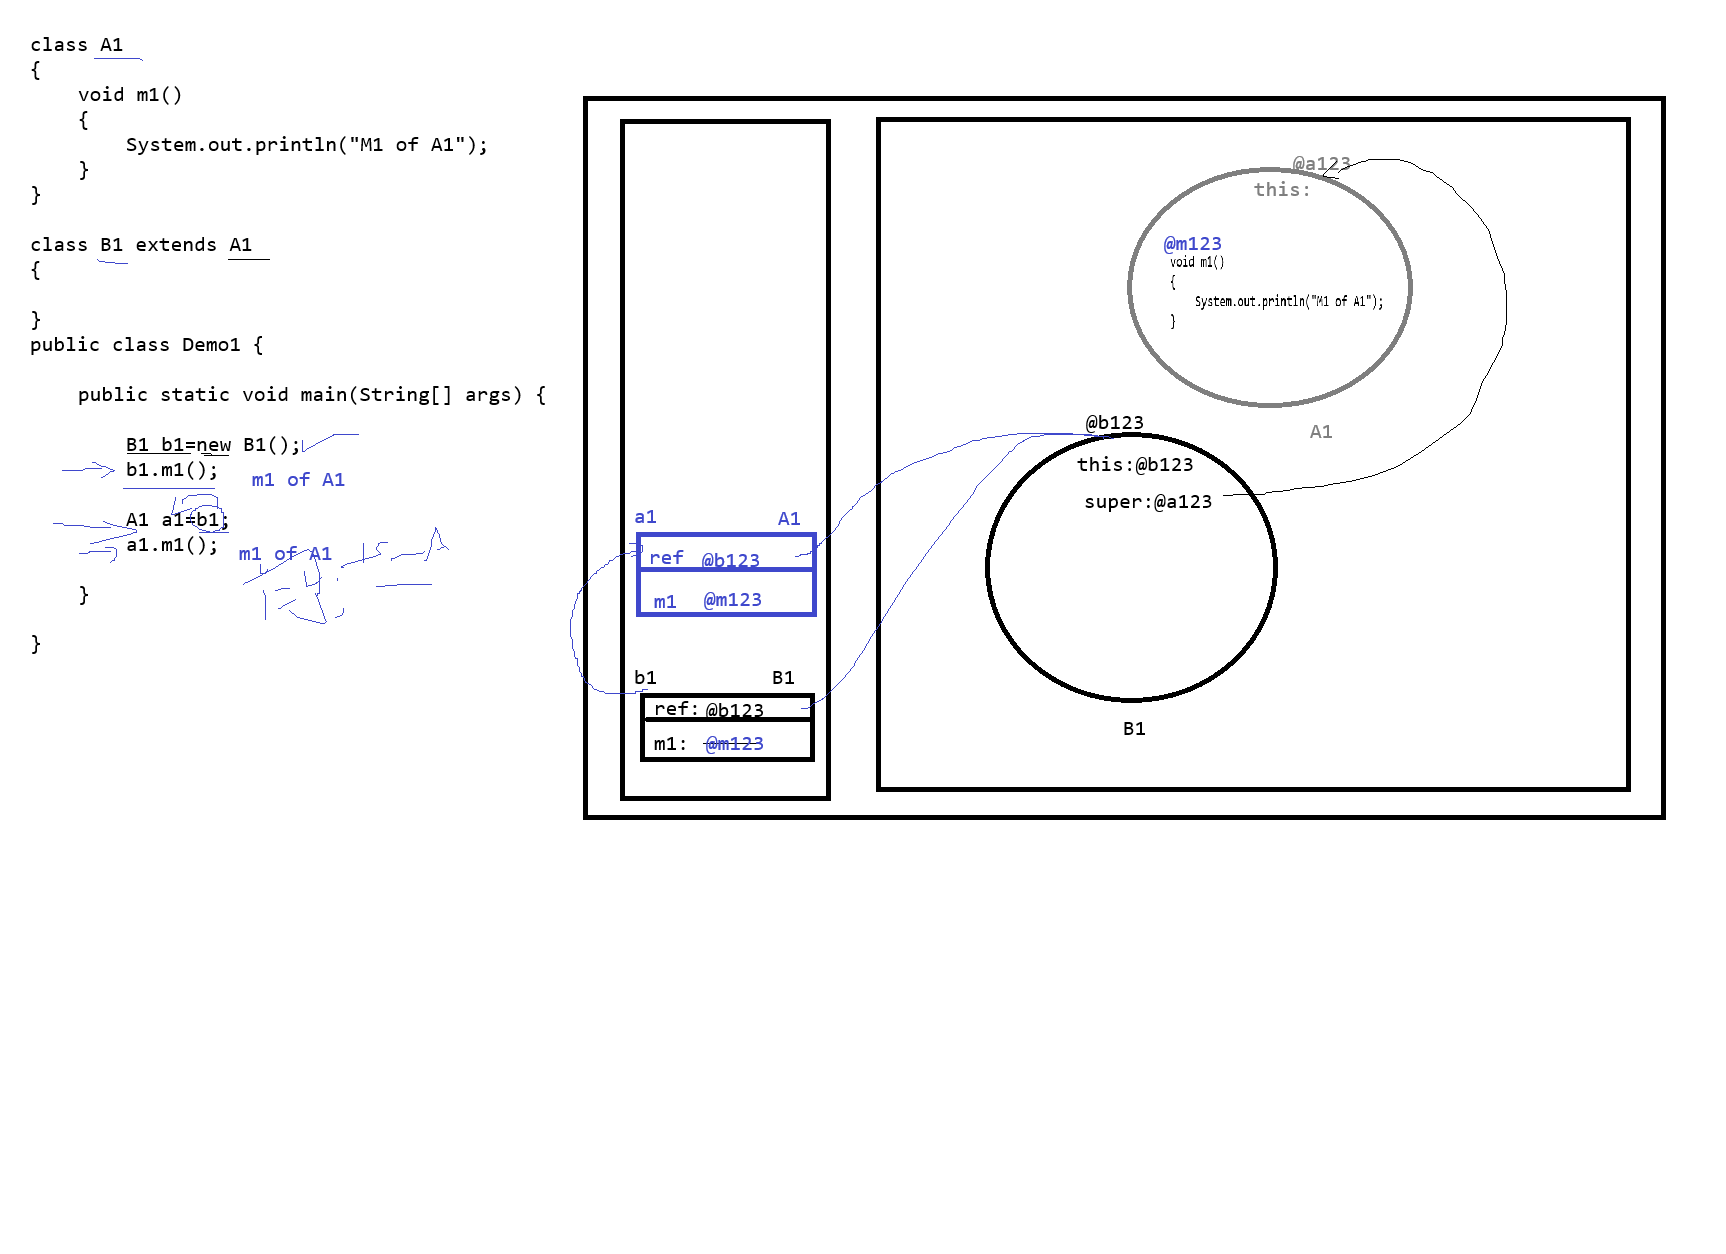 class A1
{
void m1()
{
System.out.println("M1 of A1");
}
}
class B1 extends A1
{
}
public class Demo1 {
public static void main(String[] args) {
B1 b1=new B1();
b1.m1();
m1 of A1
A1 a1=b1;
a1.m1();
m1 of A1
}
}
a1 A1
ref @b123
m1 @m123
b1 B1
ref: @b123
m1: @m123
@a123
this:
@m123
void m1()
{
System.out.println("M1 of A1");
}
A1
@b123
this:@b123
super:@a123
B1